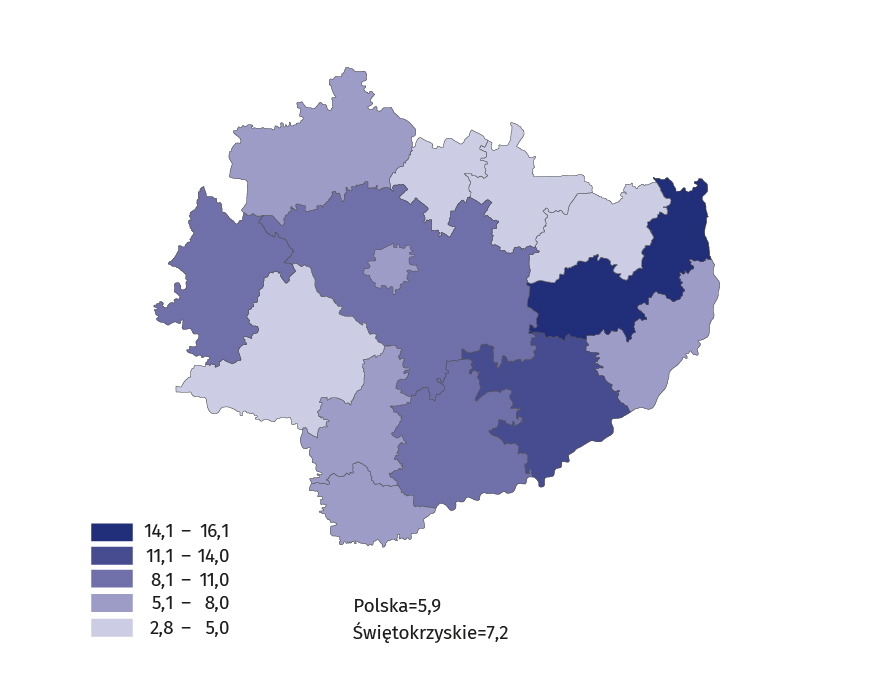 14,1 – 16,1
11,1 – 14,0
8,1 – 11,0
5,1 – 8,0
2,8 – 5,0
Polska=5,9
Świętokrzyskie=7,2